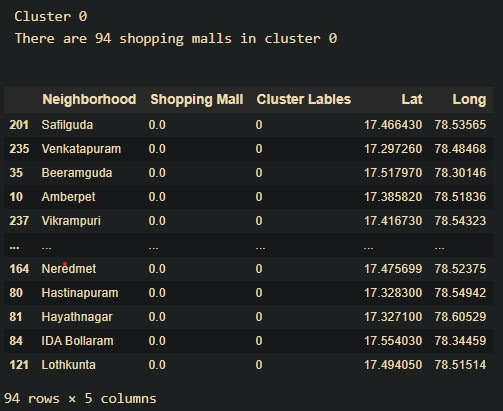 Cluster 0
There are 94 shopping malls in cluster 0
Neighborhood Shopping Mall Cluster Lables Lat Long
201 Safilguda 0.0 0 17.466430 78.53565
235 Venkatapuram 0.0 0 17.297260 78.48468
35 Beeramguda 0.0 0 17.517970 78.30146
10 Amberpet 0.0 0 17.385820 78.51836
237 Vikrampuri 0.0 0 17.416730 78.54323
... ... ... ... ... ...
164 Neredmet 0.0 0 17.475699 78.52375
80 Hastinapuram 0.0 0 17.328300 78.54942
81 Hayathnagar 0.0 0 17.327100 78.60529
84 IDA Bollaram 0.0 0 17.554030 78.34459
121 Lothkunta 0.0 0 17.494050 78.51514
94 rows × 5 columns